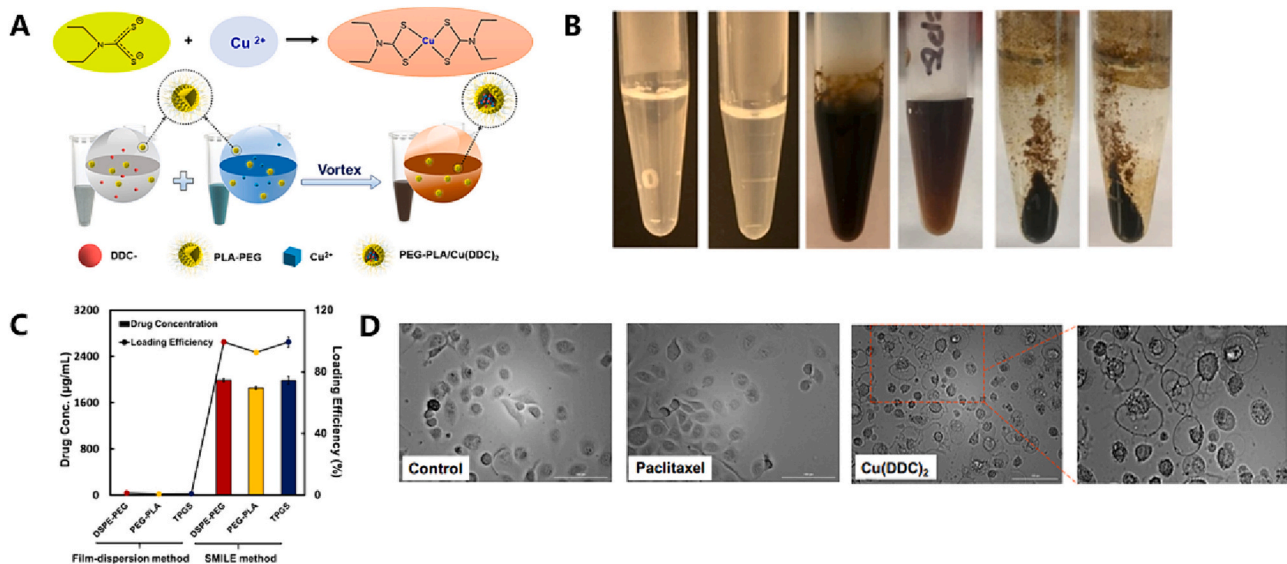 A
N
S
S
+
Cu 2+
N
S
S
Cu
S
S
N
Vortex
DDC-
PLA-PEG
Cu2+
PEG-PLA/Cu(DDC)2
B
C
Drug Conc. (µg/mL)
3200
2400
1600
800
0
Drug Concentration
Loading Efficiency
120
80
40
0
Loading Efficiency (%)
DSPE-PEG
PEG-PLA
TPGS
DSPE-PEG
PEG-PLA
TPGS
Film-dispersion method
SMILE method
D
Control
Paclitaxel
Cu(DDC)2